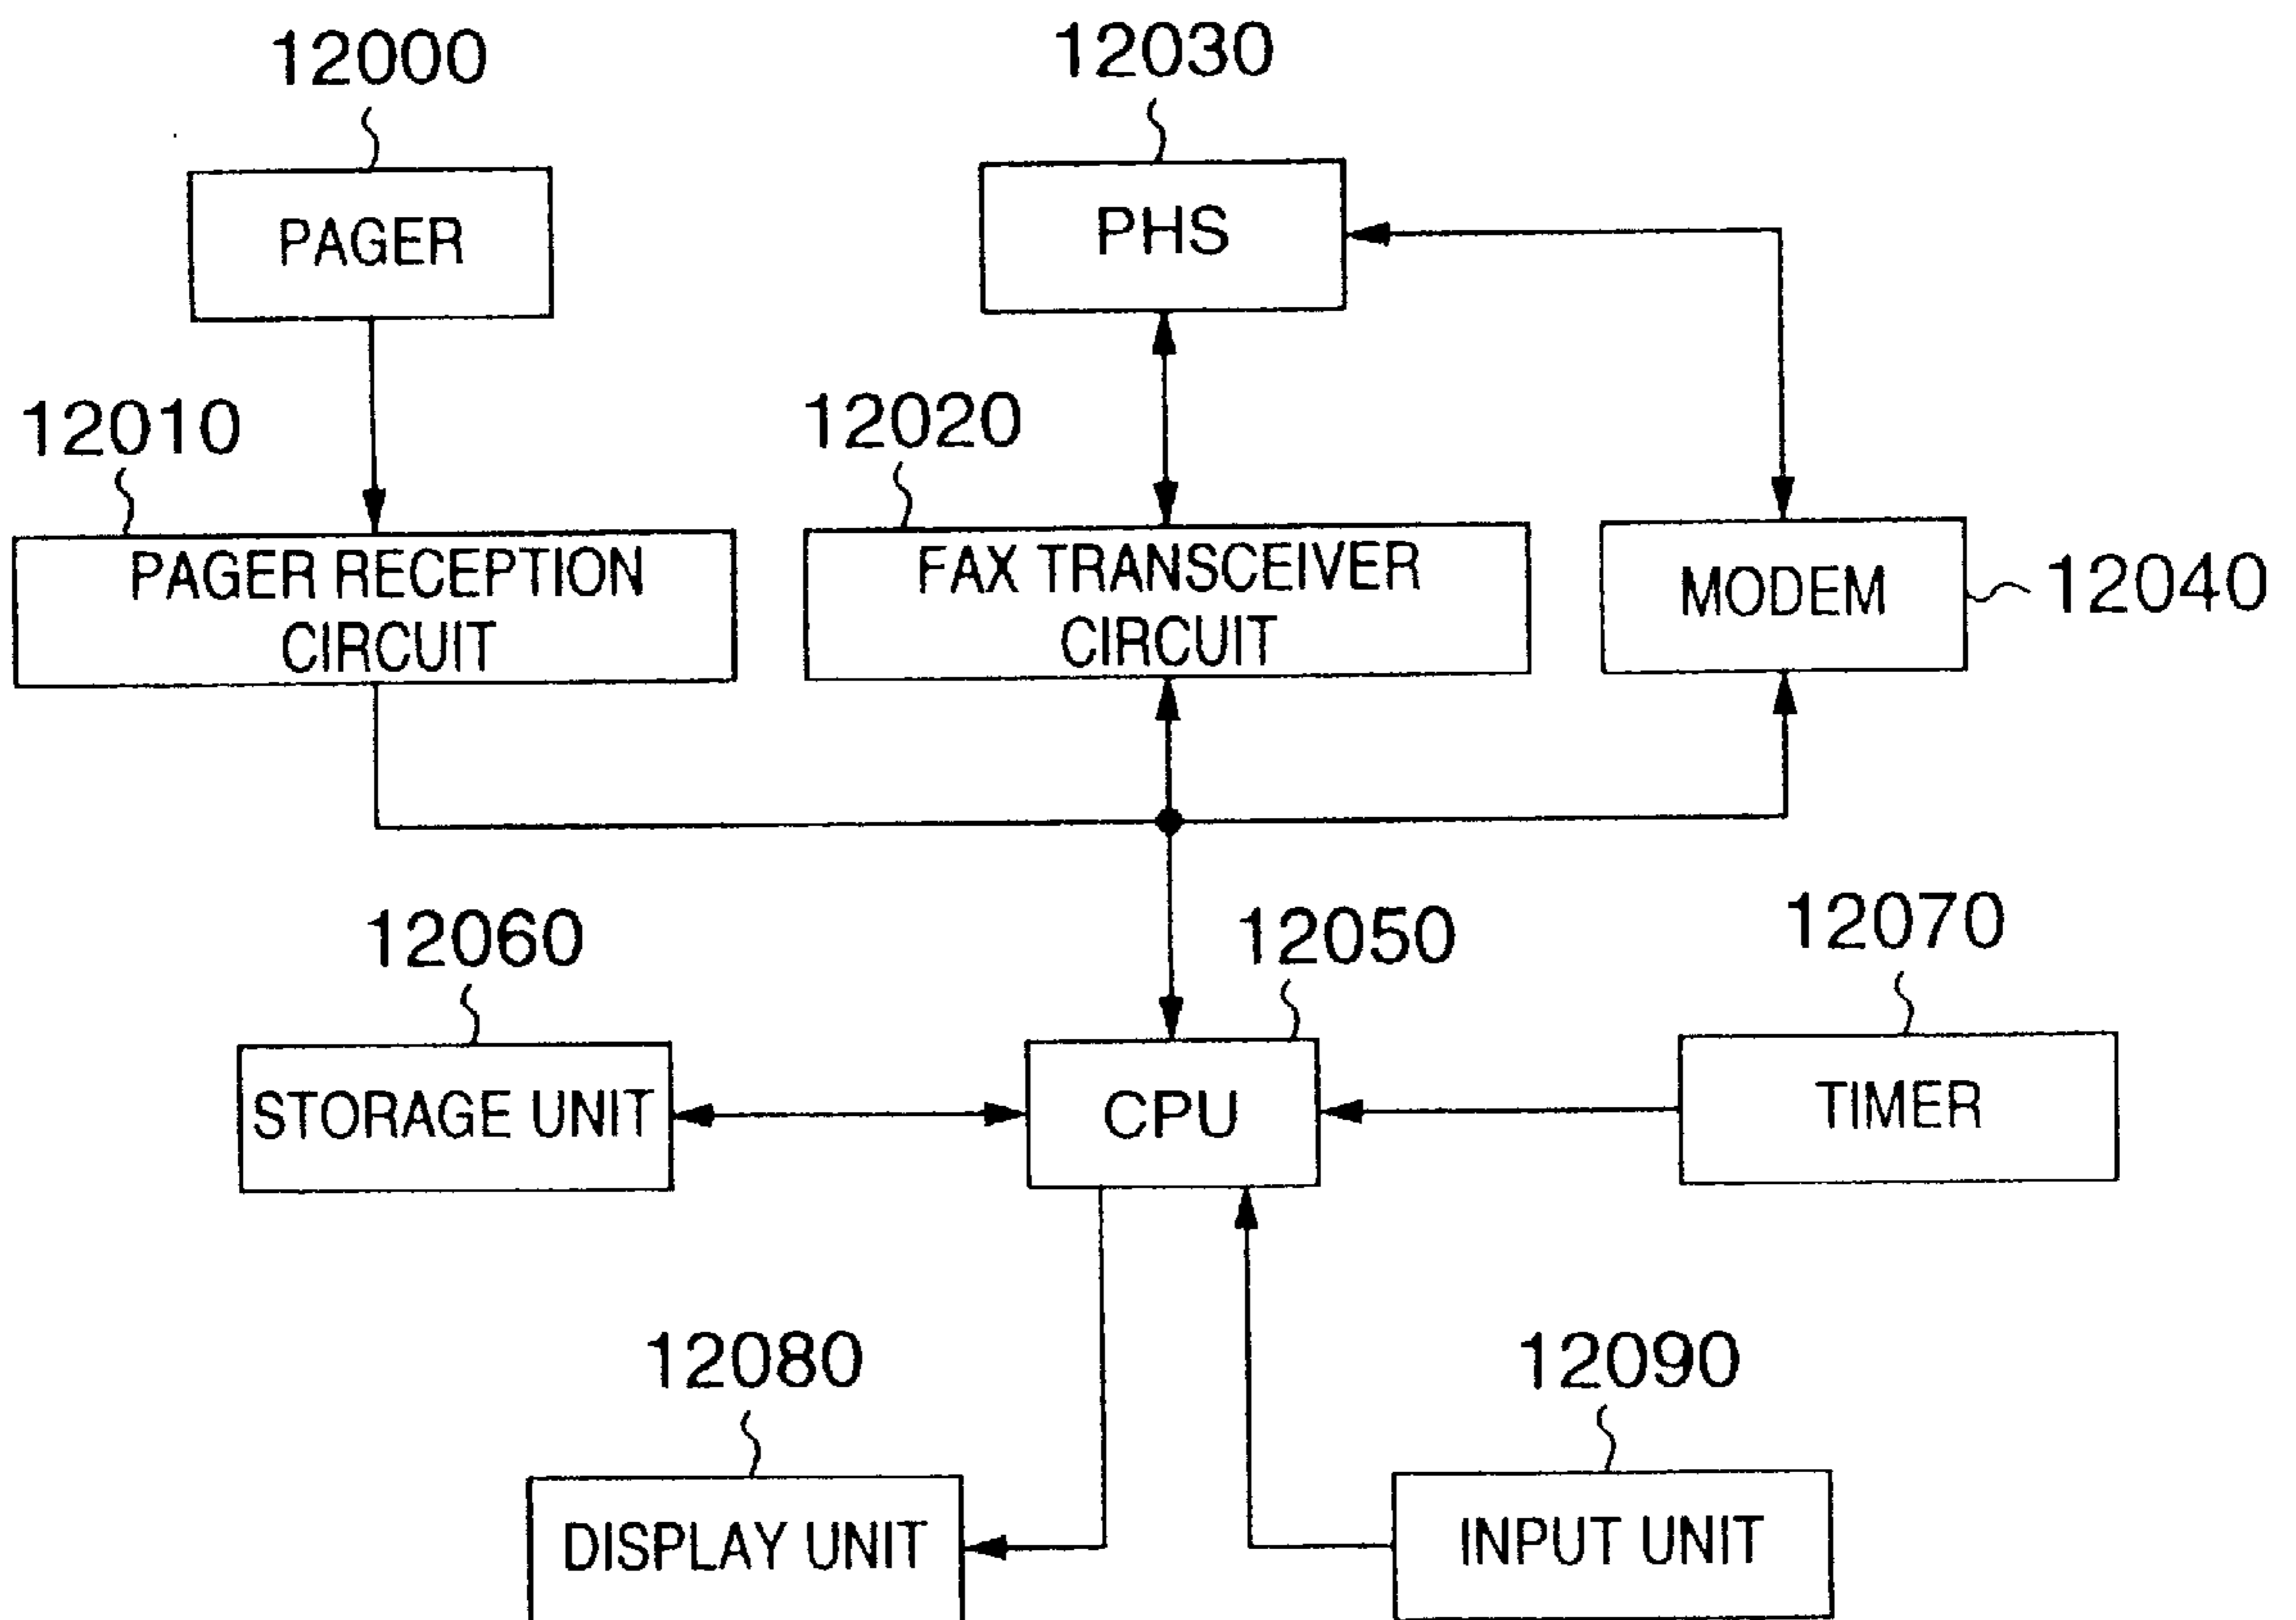 12000
12030
PAGER
PHS
12010
12020
PAGER RECEPTION
CIRCUIT
FAX TRANSCEIVER
CIRCUIT
MODEM
12040
12060
12050
12070
STORAGE UNIT
CPU
TIMER
12080
12090
DISPLAY UNIT
INPUT UNIT